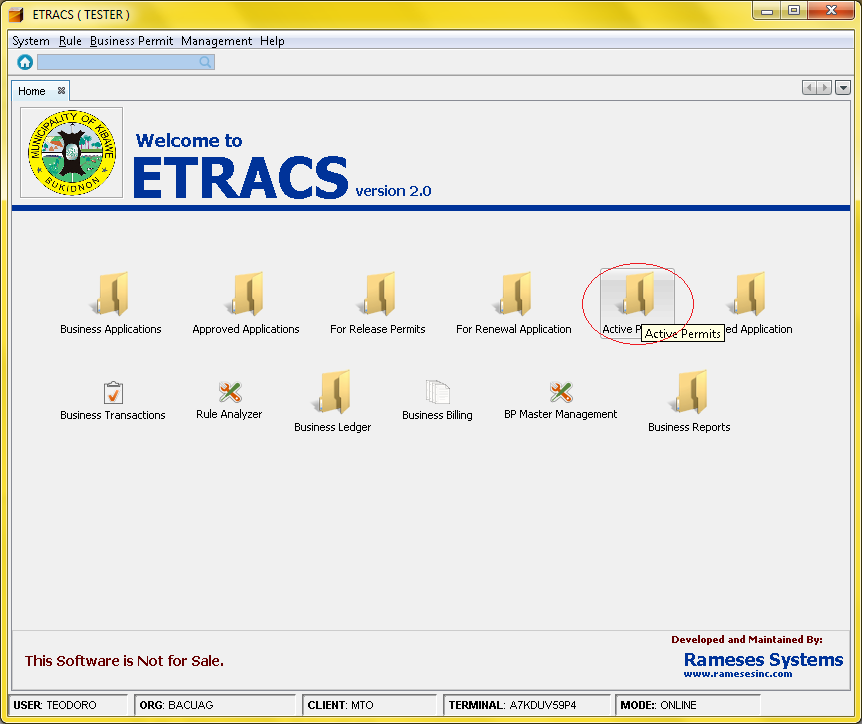 ETRACS ( TESTER )
System Rule Business Permit Management Help
Home
MUNICIPALITY OF KIBAWE
BUKIDNON
Welcome to
ETRACS version 2.0
Business Applications Approved Applications For Release Permits For Renewal Application Active P ed Application
Active Permits
Business Transactions Rule Analyzer Business Ledger Business Billing BP Master Management Business Reports
Developed and Maintained By:
This Software is Not for Sale.
Rameses Systems
www.ramesesinc.com
USER: TEODORO ORG: BACUAG CLIENT: MTO TERMINAL: A7KDUV59P4 MODE: ONLINE